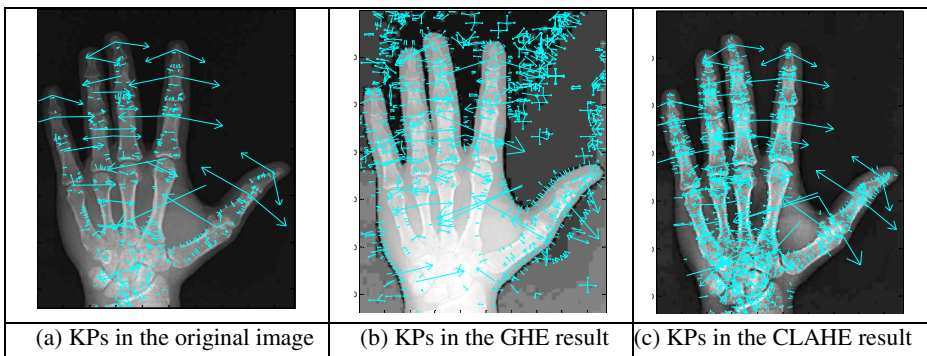 (a) KPs in the original image
(b) KPs in the GHE result
(c) KPs in the CLAHE result